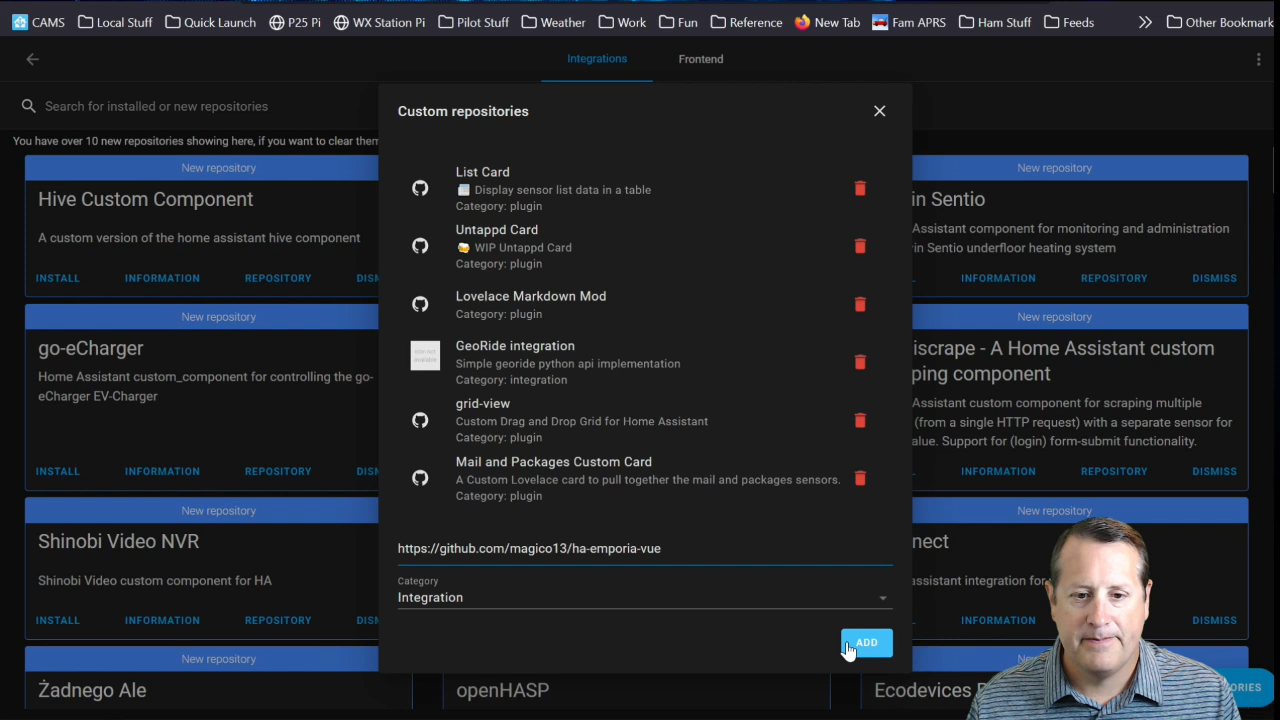 CAMS Local Stuff Quick Launch P25 Pi WX Station Pi Pilot Stuff Weather Work Fun Reference New Tab Fam APRS Ham Stuff Feeds Other Bookmark
Integrations Frontend
Search for installed or new repositories
Custom repositories
You have over 10 new repositories showing here, if you want to clear them
New repository
Hive Custom Component
A custom version of the home assistant hive component
INSTALL INFORMATION REPOSITORY DISM
New repository
go-eCharger
Home Assistant custom_component for controlling the go-
eCharger EV-Charger
INSTALL INFORMATION REPOSITORY DISM
New repository
Shinobi Video NVR
Shinobi Video custom component for HA
INSTALL INFORMATION REPOSITORY DISM
New repository
Żadnego Ale
List Card
Display sensor list data in a table
Category: plugin
Untappd Card
WIP Untappd Card
Category: plugin
Lovelace Markdown Mod
Category: plugin
GeoRide integration
Simple georide python api implementation
Category: integration
grid-view
Custom Drag and Drop Grid for Home Assistant
Category: plugin
Mail and Packages Custom Card
A Custom Lovelace card to pull together the mail and packages sensors.
Category: plugin
https://github.com/magico13/ha-emporia-vue
Category
Integration
ADD
openHASP
New repository
in Sentio
Assistant component for monitoring and administration
in Sentio underfloor heating system
INFORMATION REPOSITORY DISMISS
New repository
iscrape - A Home Assistant custom
ping component
Assistant custom component for scraping multiple
(from a single HTTP request) with a separate sensor for
alue. Support for (login) form-submit functionality.
INFORMATION REPOSITORY DISMISS
New repository
nect
assistant integration for
INFORMATION DISMISS
Ecodevices
ORIES